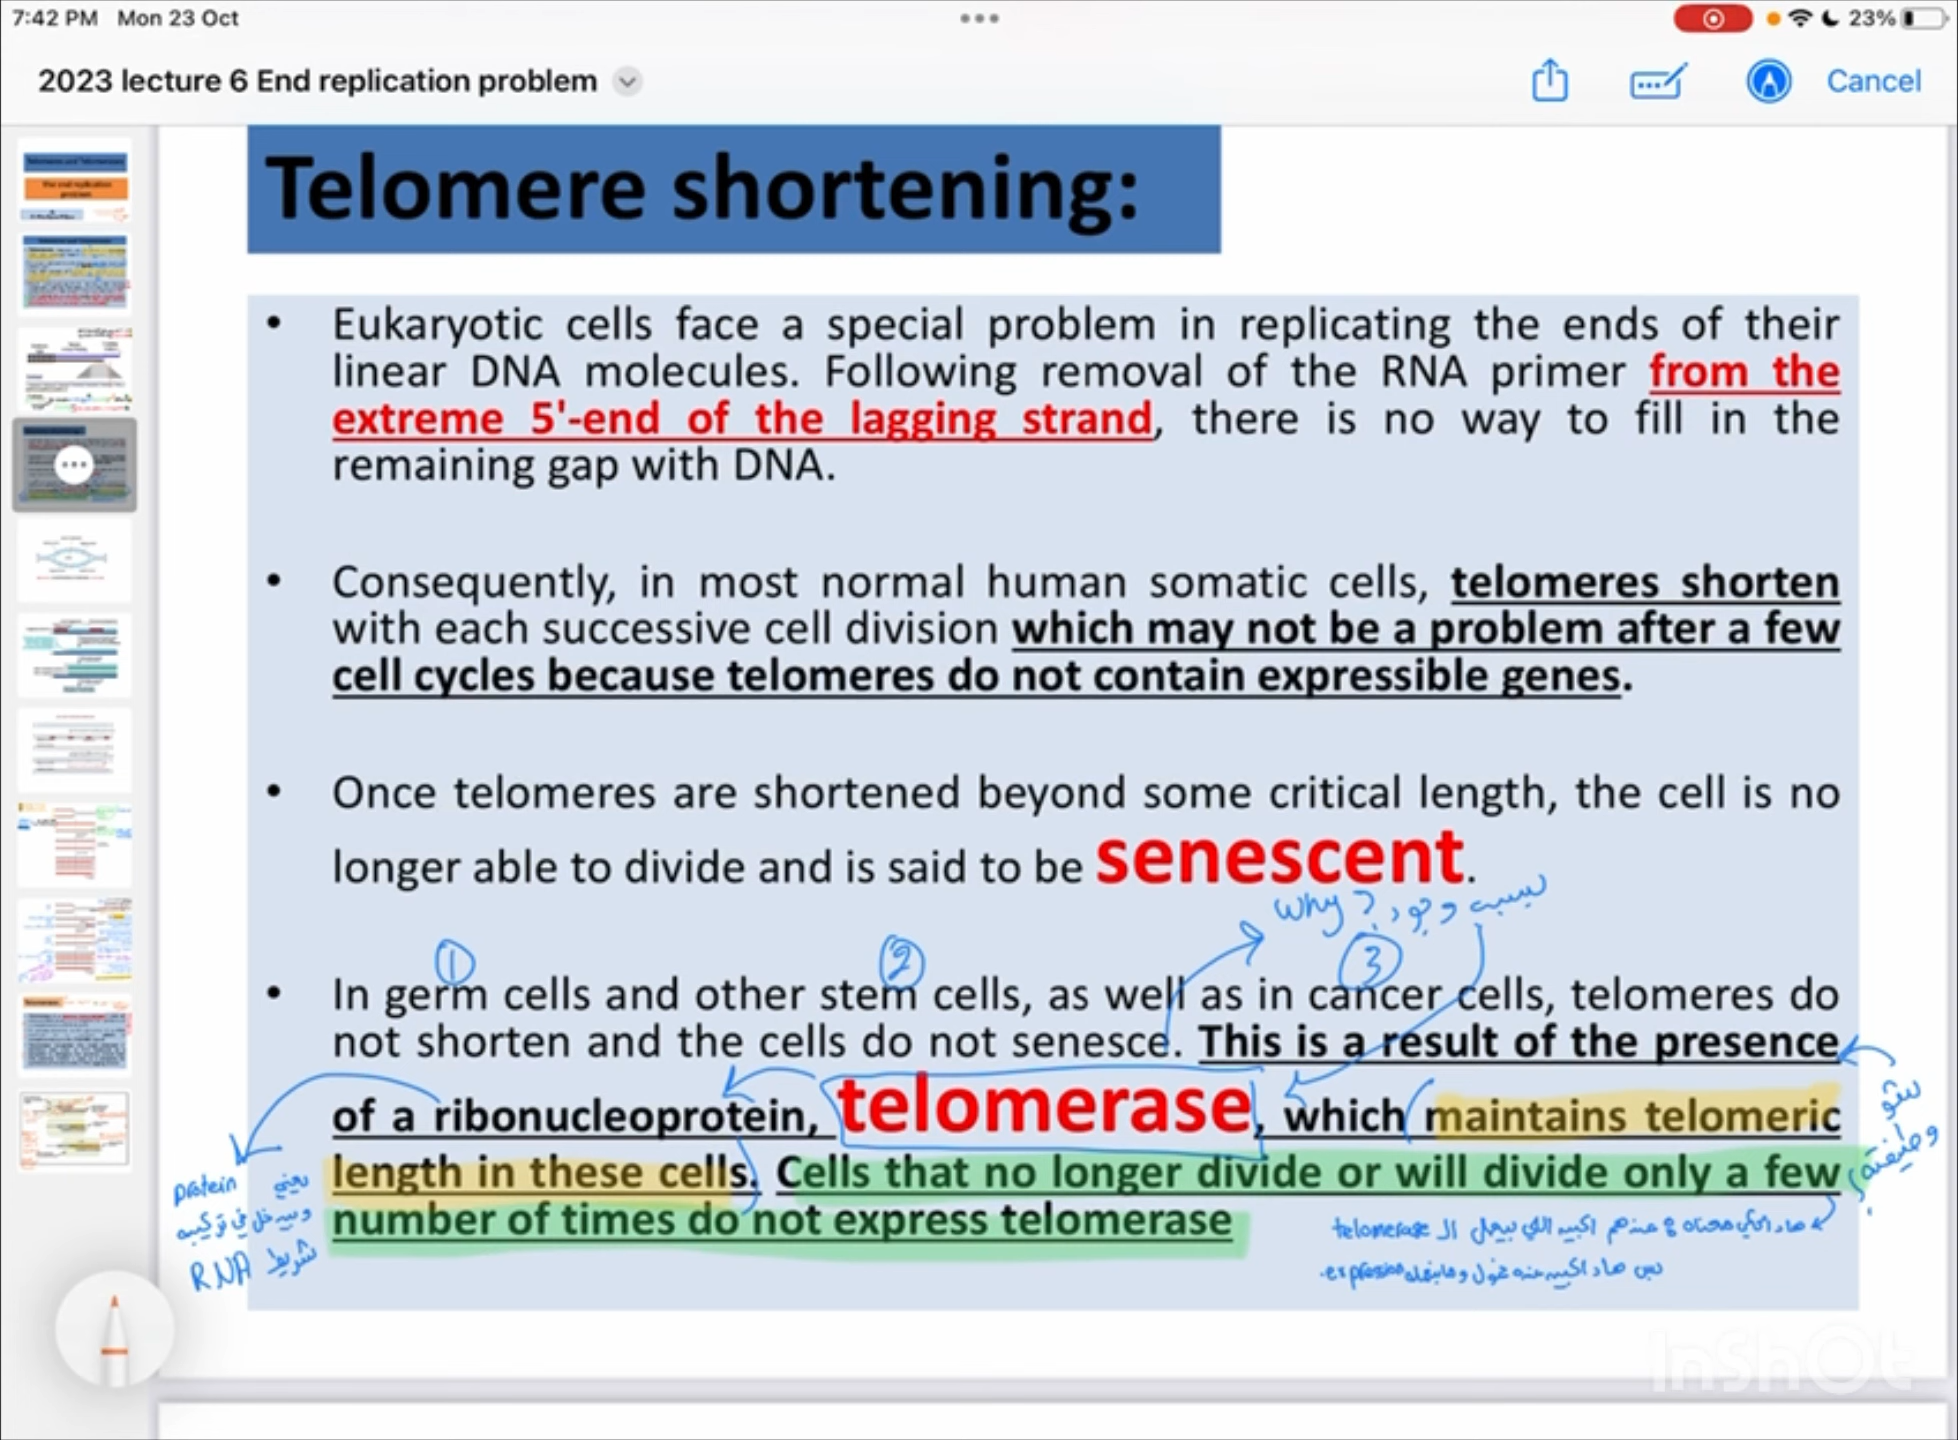 7:42 PM Mon 23 Oct
23%
2023 lecture 6 End replication problem
Cancel
Telomere shortening:
• Eukaryotic cells face a special problem in replicating the ends of their
linear DNA molecules. Following removal of the RNA primer from the
extreme 5'-end of the lagging strand, there is no way to fill in the
remaining gap with DNA.
• Consequently, in most normal human somatic cells, telomeres shorten
with each successive cell division which may not be a problem after a few
cell cycles because telomeres do not contain expressible genes.
• Once telomeres are shortened beyond some critical length, the cell is no
longer able to divide and is said to be senescent.
why? بسبب وجود
1 2 3
• In germ cells and other stem cells, as well as in cancer cells, telomeres do
not shorten and the cells do not senesce. This is a result of the presence
of a ribonucleoprotein, telomerase, which maintains telomeric
length in these cells. Cells that no longer divide or will divide only a few
number of times do not express telomerase
شو
وظيفته؟
يعني protein
وبيدخل في تركيبه
شريط RNA
telomerase
expression
InShOt